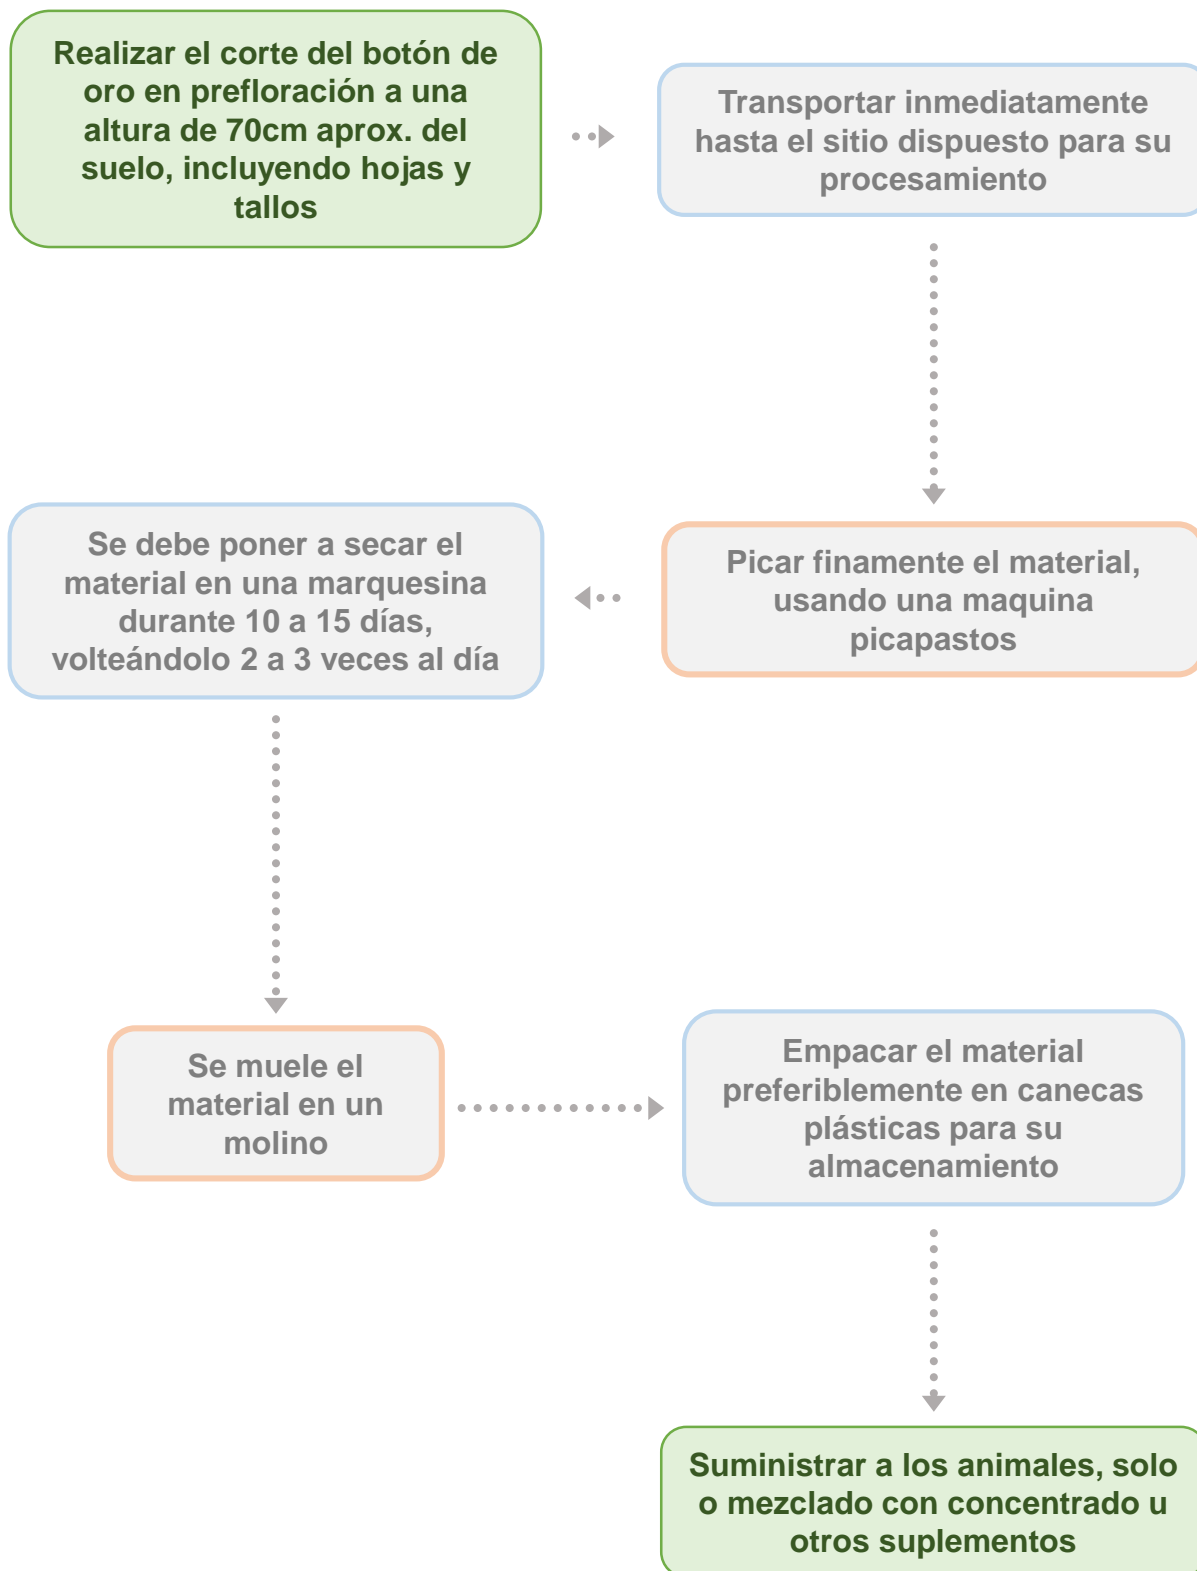 Realizar el corte del botón de
oro en prefloración a una
altura de 70cm aprox. del
suelo, incluyendo hojas y
tallos
Transportar inmediatamente
hasta el sitio dispuesto para su
procesamiento
Picar finamente el material,
usando una maquina
picapastos
Se debe poner a secar el
material en una marquesina
durante 10 a 15 días,
volteándolo 2 a 3 veces al día
Se muele el
material en un
molino
Empacar el material
preferiblemente en canecas
plásticas para su
almacenamiento
Suministrar a los animales, solo
o mezclado con concentrado u
otros suplementos